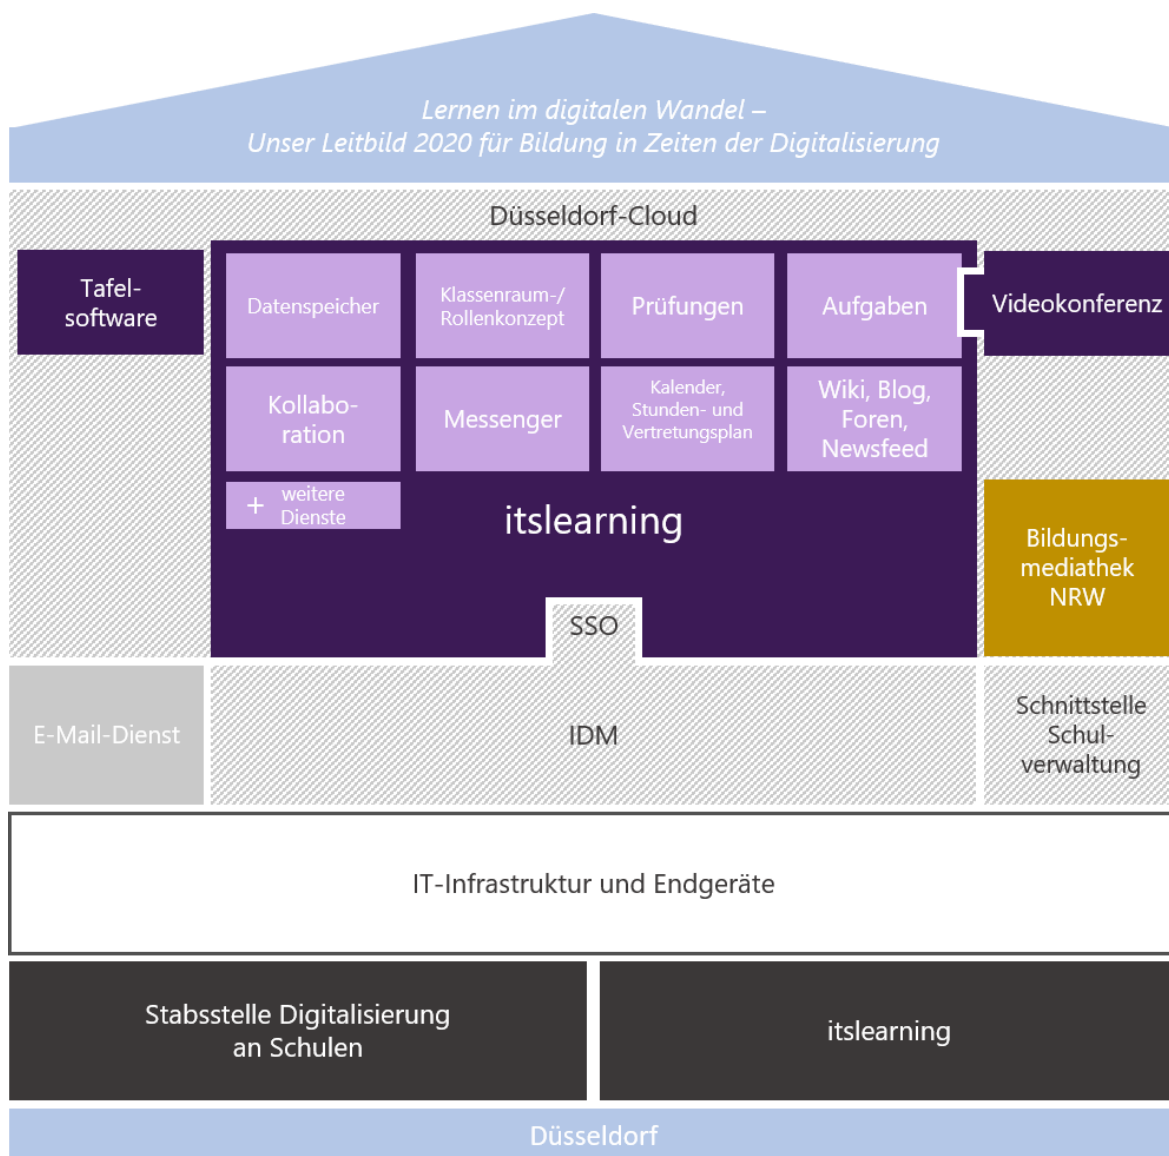 Lernen im digitalen Wandel –
Unser Leitbild 2020 für Bildung in Zeiten der Digitalisierung
Düsseldorf-Cloud
Tafel-
software
Datenspeicher
Klassenraum-/
Rollenkonzept
Prüfungen
Aufgaben
Videokonferenz
Kollabo-
ration
Messenger
Kalender,
Stunden- und
Vertretungsplan
Wiki, Blog,
Foren,
Newsfeed
+ weitere
Dienste
itslearning
Bildungs-
mediathek
NRW
SSO
E-Mail-Dienst
IDM
Schnittstelle
Schul-
verwaltung
IT-Infrastruktur und Endgeräte
Stabsstelle Digitalisierung
an Schulen
itslearning
Düsseldorf